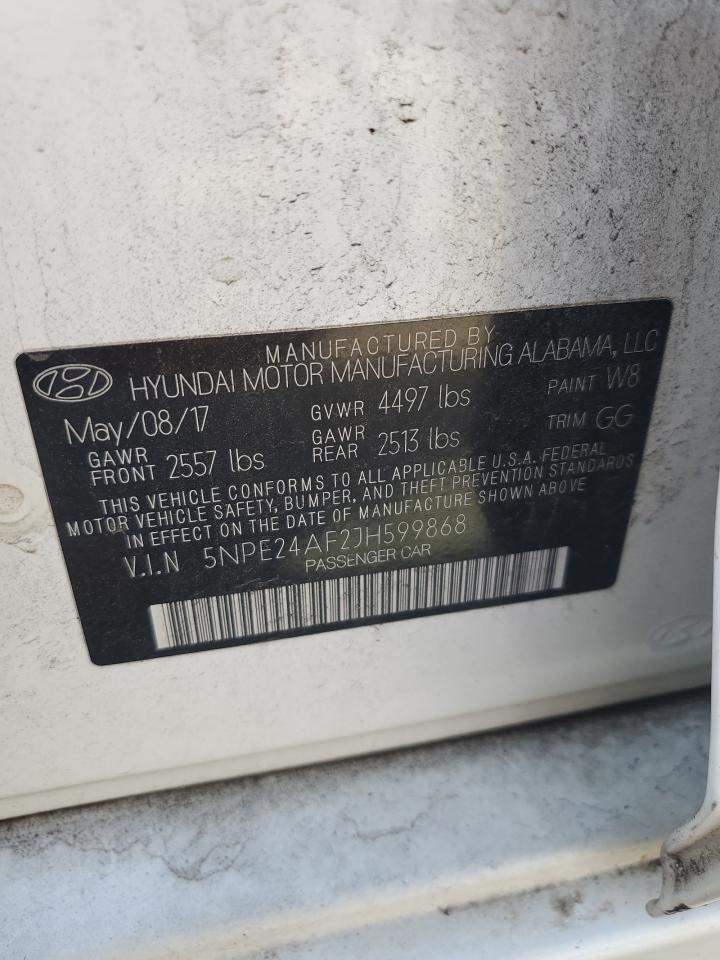 MANUFACTURED BY
HYUNDAI MOTOR MANUFACTURING ALABAMA, LLC
May/08/17 GVWR 4497 lbs PAINT W8
GAWR FRONT 2557 lbs GAWR REAR 2513 lbs TRIM GG
THIS VEHICLE CONFORMS TO ALL APPLICABLE U.S.A. FEDERAL
MOTOR VEHICLE SAFETY, BUMPER, AND THEFT PREVENTION STANDARDS
IN EFFECT ON THE DATE OF MANUFACTURE SHOWN ABOVE
V.I.N 5NPE24AF2JH599868
PASSENGER CAR